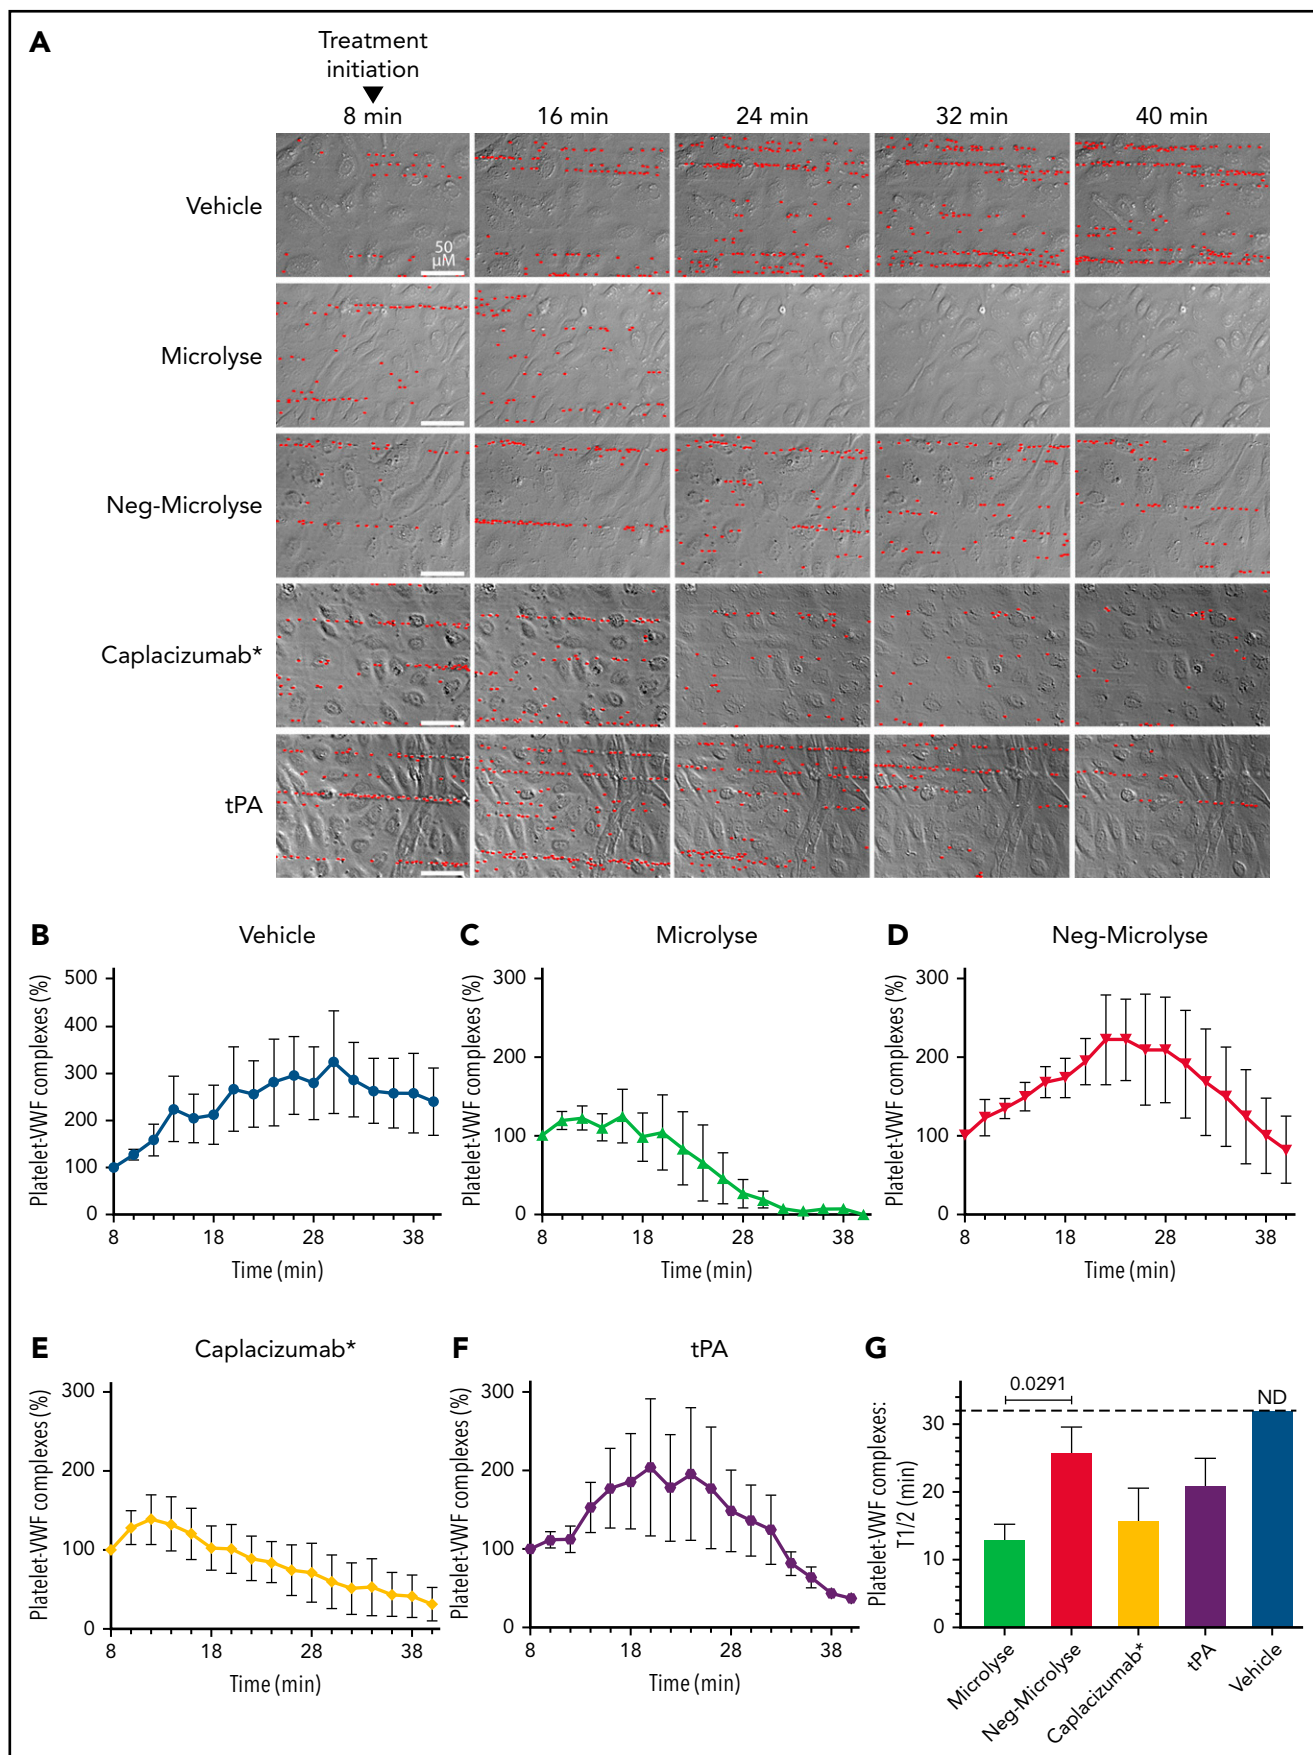 A
Treatment
initiation
8 min
16 min
24 min
32 min
40 min
Vehicle
50
μM
Microlyse
Neg-Microlyse
Caplacizumab*
tPA
B
Vehicle
Platelet-VWF complexes (%)
500
400
300
200
100
0
8
18
28
38
Time (min)
C
Microlyse
Platelet-VWF complexes (%)
300
200
100
0
8
18
28
38
Time (min)
D
Neg-Microlyse
Platelet-VWF complexes (%)
300
200
100
0
8
18
28
38
Time (min)
E
Caplacizumab*
Platelet-VWF complexes (%)
300
200
100
0
8
18
28
38
Time (min)
F
tPA
Platelet-VWF complexes (%)
300
200
100
0
8
18
28
38
Time (min)
G
Platelet-VWF complexes:
T1/2 (min)
30
20
10
0
0.0291
ND
Microlyse
Neg-Microlyse
Caplacizumab*
tPA
Vehicle